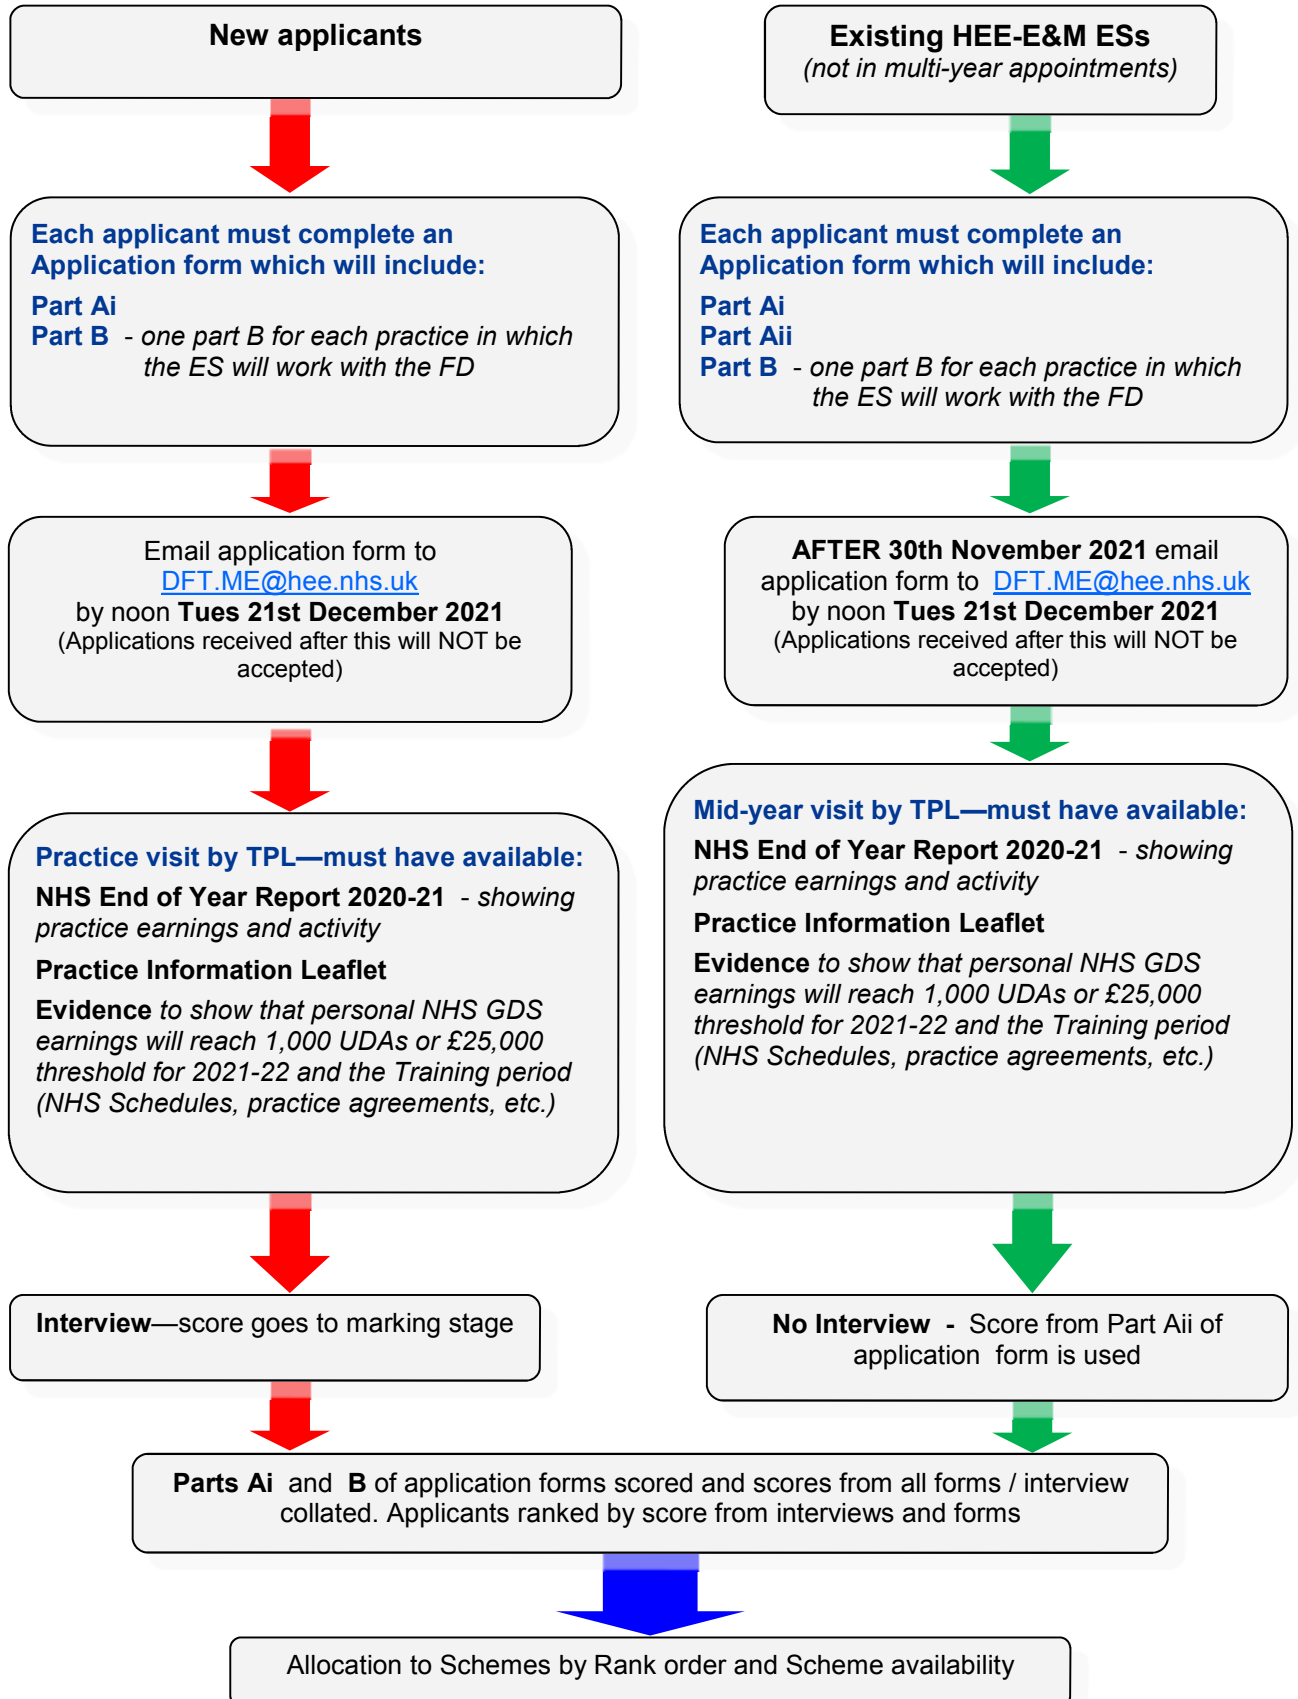 New applicants
Existing HEE-E&M ESs
(not in multi-year appointments)
Each applicant must complete an
Application form which will include:
Part Ai
Part B - one part B for each practice in which
the ES will work with the FD
Each applicant must complete an
Application form which will include:
Part Ai
Part Aii
Part B - one part B for each practice in which
the ES will work with the FD
Email application form to
DFT.ME@hee.nhs.uk
by noon Tues 21st December 2021
(Applications received after this will NOT be
accepted)
AFTER 30th November 2021 email
application form to DFT.ME@hee.nhs.uk
by noon Tues 21st December 2021
(Applications received after this will NOT be
accepted)
Practice visit by TPL—must have available:
NHS End of Year Report 2020-21 - showing
practice earnings and activity
Practice Information Leaflet
Evidence to show that personal NHS GDS
earnings will reach 1,000 UDAs or £25,000
threshold for 2021-22 and the Training period
(NHS Schedules, practice agreements, etc.)
Mid-year visit by TPL—must have available:
NHS End of Year Report 2020-21 - showing
practice earnings and activity
Practice Information Leaflet
Evidence to show that personal NHS GDS
earnings will reach 1,000 UDAs or £25,000
threshold for 2021-22 and the Training period
(NHS Schedules, practice agreements, etc.)
Interview—score goes to marking stage
No Interview - Score from Part Aii of
application form is used
Parts Ai and B of application forms scored and scores from all forms / interview
collated. Applicants ranked by score from interviews and forms
Allocation to Schemes by Rank order and Scheme availability